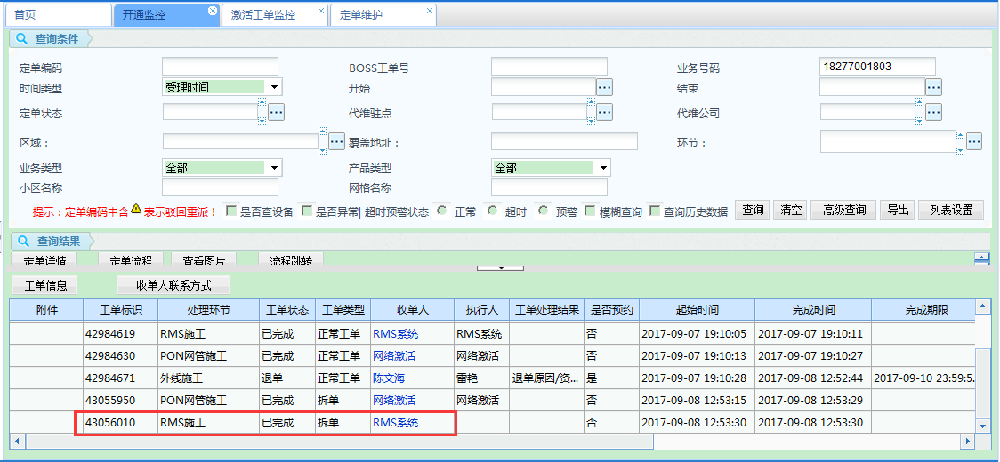 首页 开通监控 激活工单监控 定单维护
查询条件
定单编码 BOSS工单号 业务号码 18277001803
时间类型 受理时间 开始 结束
定单状态 代维驻点 代维公司
区域： 覆盖地址： 环节：
业务类型 全部 产品类型 全部
小区名称 网格名称
提示：定单编码中含 表示驳回重派！ 是否查设备 是否异常| 超时预警状态 正常 超时 预警 模糊查询 查询历史数据 查询 清空 高级查询 导出 列表设置
查询结果
定单详情 定单流程 查看图片 流程跳转
工单信息 收单人联系方式
附件 工单标识 处理环节 工单状态 工单类型 收单人 执行人 工单处理结果 是否预约 起始时间 完成时间 完成期限
42984619 RMS施工 已完成 正常工单 RMS系统 RMS系统 否 2017-09-07 19:10:05 2017-09-07 19:10:11
42984630 PON网管施工 已完成 正常工单 网络激活 网络激活 否 2017-09-07 19:10:13 2017-09-07 19:10:27
42984671 外线施工 退单 正常工单 陈文海 雷艳 退单原因/资... 是 2017-09-07 19:10:28 2017-09-08 12:52:44 2017-09-10 23:59:5...
43055950 PON网管施工 已完成 拆单 网络激活 网络激活 否 2017-09-08 12:53:15 2017-09-08 12:53:29
43056010 RMS施工 已完成 拆单 RMS系统 否 2017-09-08 12:53:30 2017-09-08 12:53:30